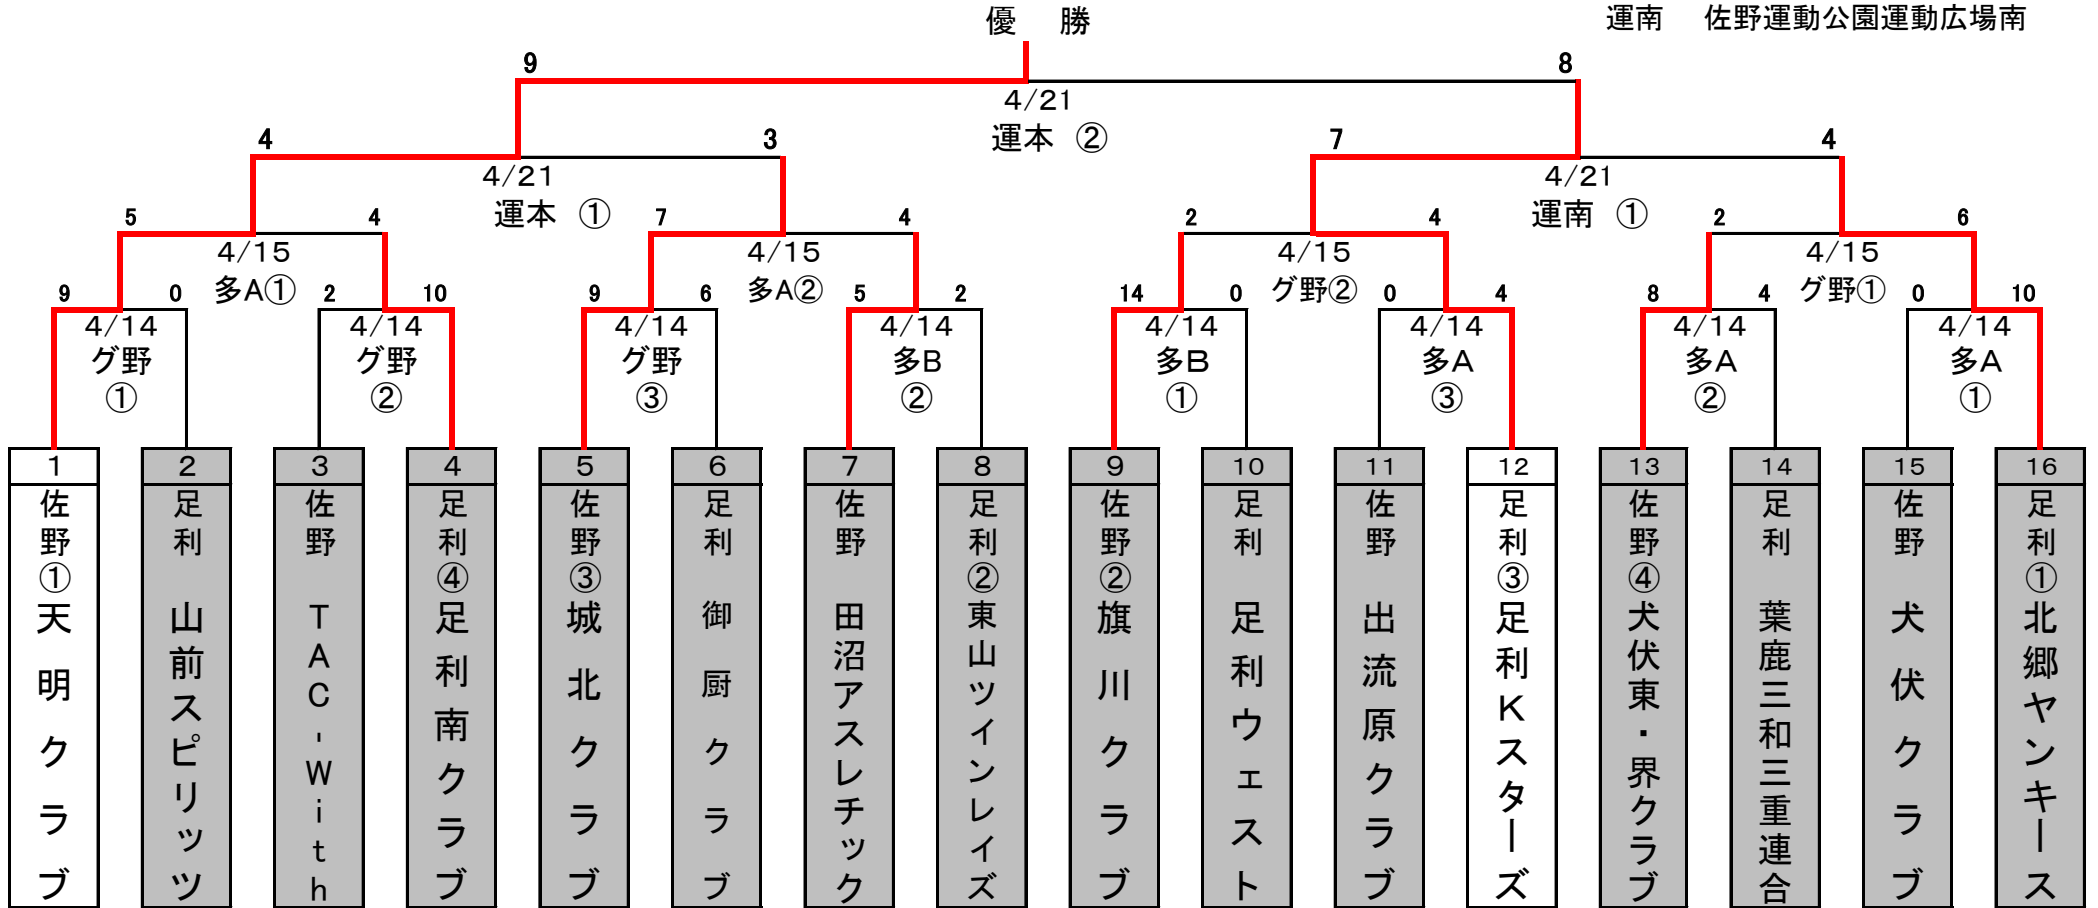 優 勝
運南 佐野運動公園運動広場南
9 8
4/21
運本 ②
4 3 7 4
4/21 4/21
運本 ① 運南 ①
5 4 7 4 2 4 2 6
4/15 4/15 4/15 4/15
多A① 多A② グ野② グ野①
9 0 2 10 9 6 5 2 14 0 0 4 8 4 0 10
4/14 4/14 4/14 4/14 4/14 4/14 4/14 4/14
グ野 グ野 グ野 多B 多B 多A 多A 多A
① ② ③ ② ① ③ ② ①
1 佐野① 天明クラブ
2 足利 山前スピリッツ
3 佐野 TAC-With
4 足利④ 足利南クラブ
5 佐野③ 城北クラブ
6 足利 御厨クラブ
7 佐野 田沼アスレチック
8 足利② 東山ツインレイズ
9 佐野② 旗川クラブ
10 足利 足利ウェスト
11 佐野 出流原クラブ
12 足利③ 足利Kスターズ
13 佐野④ 犬伏東・界クラブ
14 足利 葉鹿三和三重連合
15 佐野 犬伏クラブ
16 足利① 北郷ヤンキース